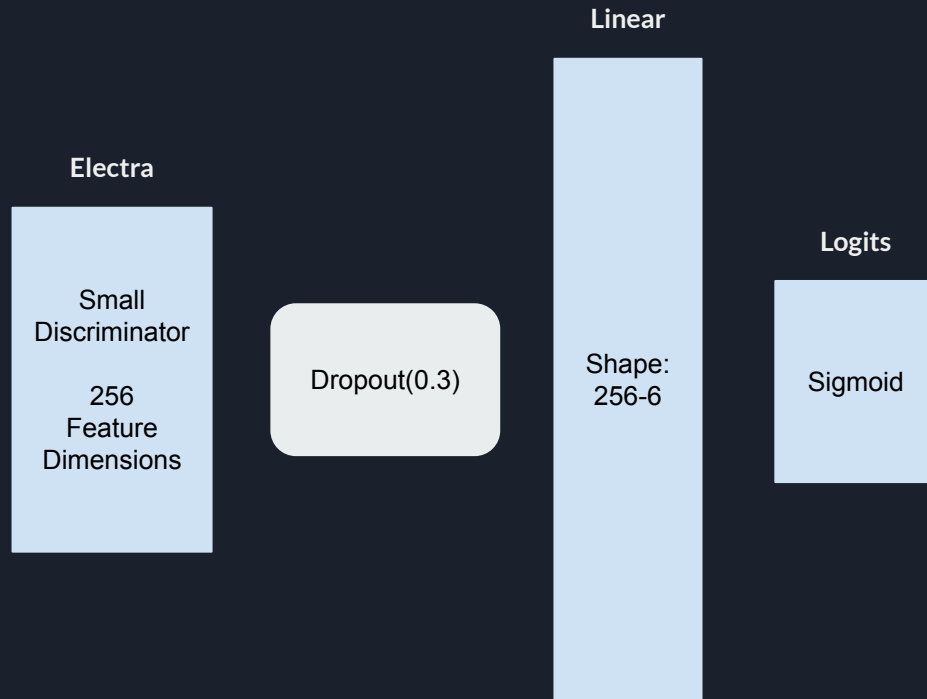 Electra
Small
Discriminator
256
Feature
Dimensions
Dropout(0.3)
Linear
Shape:
256-6
Logits
Sigmoid